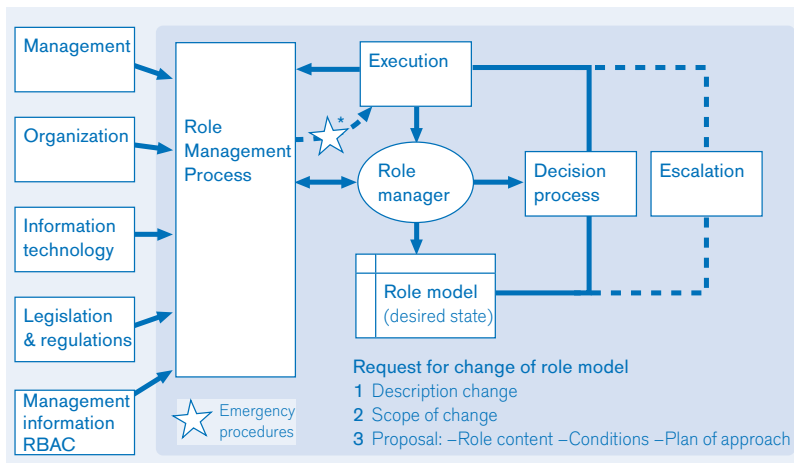 Management
Organization
Information
technology
Legislation
& regulations
Management
information
RBAC
Role
Management
Process
*
Execution
Role
manager
Decision
process
Escalation
Role model
(desired state)
Emergency
procedures
Request for change of role model
1 Description change
2 Scope of change
3 Proposal: –Role content –Conditions –Plan of approach